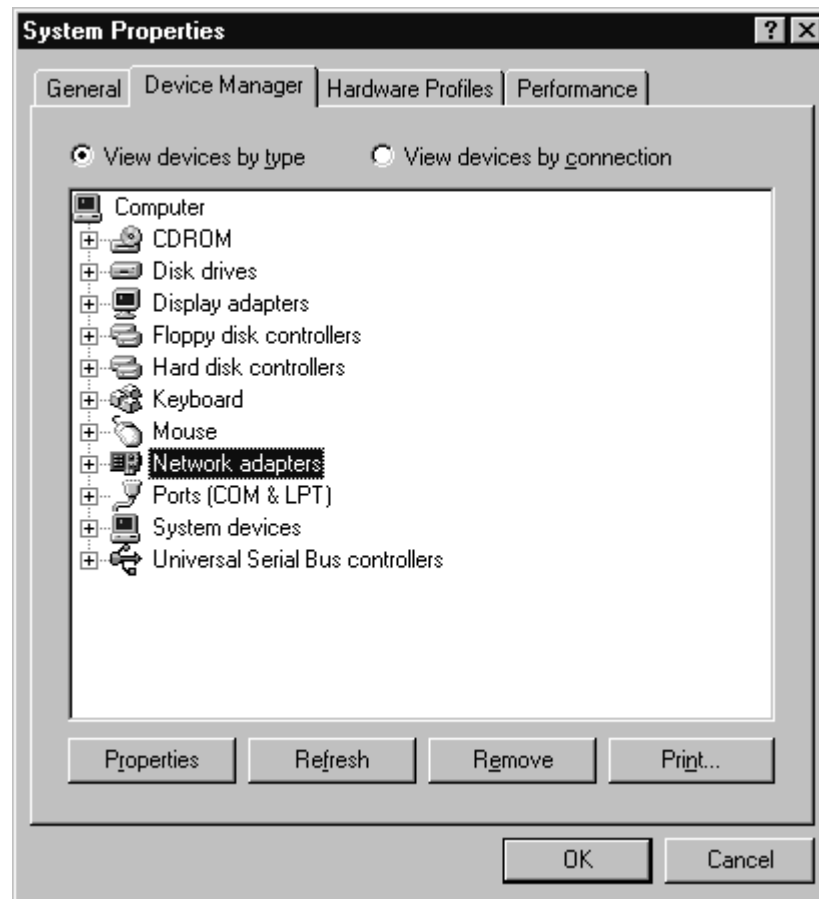 System Properties
General Device Manager Hardware Profiles Performance
View devices by type View devices by connection
Computer
CDROM
Disk drives
Display adapters
Floppy disk controllers
Hard disk controllers
Keyboard
Mouse
Network adapters
Ports (COM & LPT)
System devices
Universal Serial Bus controllers
Properties Refresh Remove Print...
OK Cancel